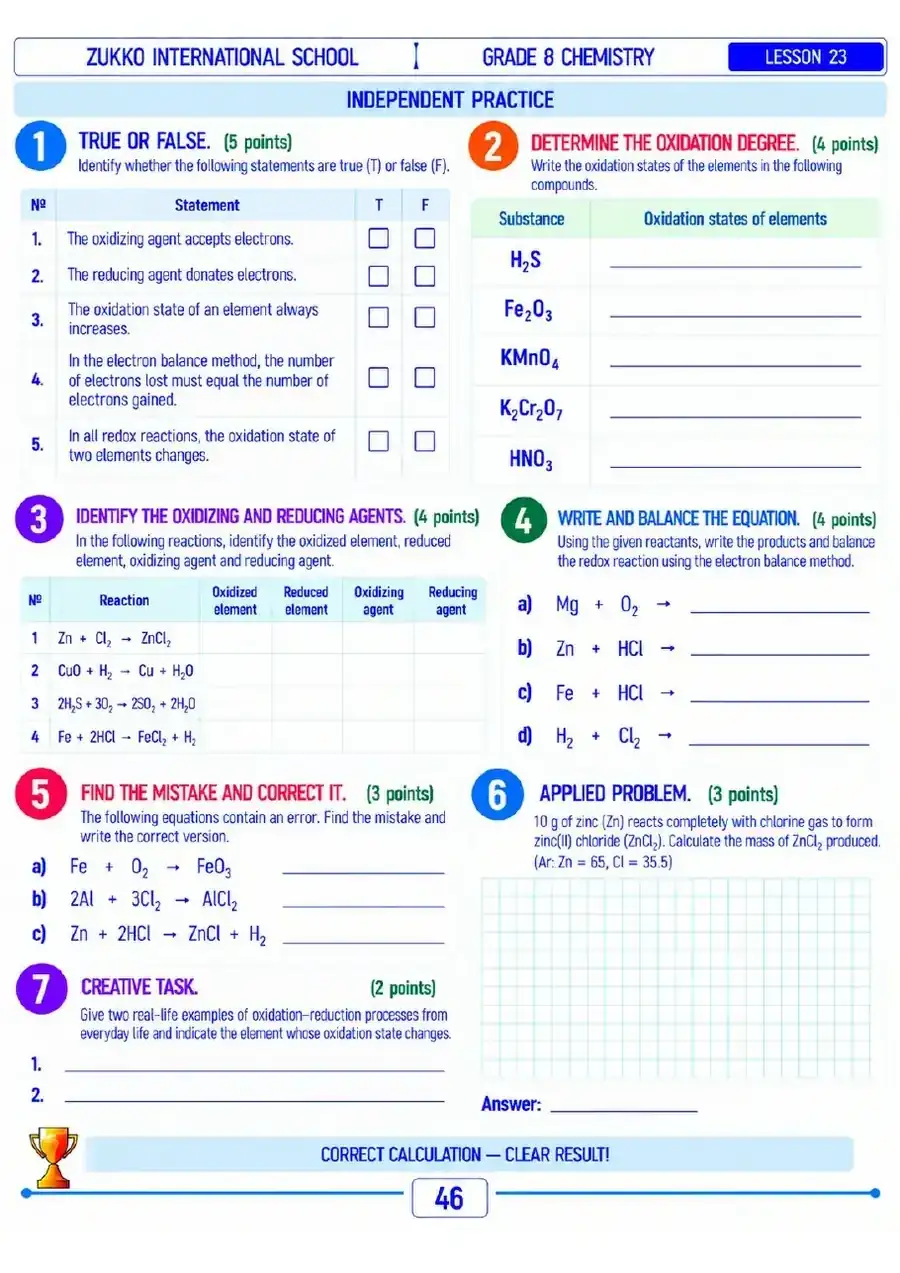 ZUKKO INTERNATIONAL SCHOOL GRADE 8 CHEMISTRY LESSON 23
INDEPENDENT PRACTICE
1 TRUE OR FALSE. (5 points)
Identify whether the following statements are true (T) or false (F).
Nº Statement T F
1. The oxidizing agent accepts electrons.
2. The reducing agent donates electrons.
3. The oxidation state of an element always
increases.
4. In the electron balance method, the number
of electrons lost must equal the number of
electrons gained.
5. In all redox reactions, the oxidation state of
two elements changes.
2 DETERMINE THE OXIDATION DEGREE. (4 points)
Write the oxidation states of the elements in the following
compounds.
Substance Oxidation states of elements
H₂S
Fe₂O₃
KMnO₄
K₂Cr₂O₇
HNO₃
3 IDENTIFY THE OXIDIZING AND REDUCING AGENTS. (4 points)
In the following reactions, identify the oxidized element, reduced
element, oxidizing agent and reducing agent.
Nº Reaction Oxidized element Reduced element Oxidizing agent Reducing agent
1 Zn + Cl₂ → ZnCl₂
2 CuO + H₂ → Cu + H₂O
3 2H₂S + 3O₂ → 2SO₂ + 2H₂O
4 Fe + 2HCl → FeCl₂ + H₂
4 WRITE AND BALANCE THE EQUATION. (4 points)
Using the given reactants, write the products and balance
the redox reaction using the electron balance method.
a) Mg + O₂ →
b) Zn + HCl →
c) Fe + HCl →
d) H₂ + Cl₂ →
5 FIND THE MISTAKE AND CORRECT IT. (3 points)
The following equations contain an error. Find the mistake and
write the correct version.
a) Fe + O₂ → FeO₃
b) 2Al + 3Cl₂ → AlCl₂
c) Zn + 2HCl → ZnCl + H₂
6 APPLIED PROBLEM. (3 points)
10 g of zinc (Zn) reacts completely with chlorine gas to form
zinc(II) chloride (ZnCl₂). Calculate the mass of ZnCl₂ produced.
(Ar: Zn = 65, Cl = 35.5)
Answer:
7 CREATIVE TASK. (2 points)
Give two real-life examples of oxidation–reduction processes from
everyday life and indicate the element whose oxidation state changes.
1.
2.
CORRECT CALCULATION — CLEAR RESULT!
46